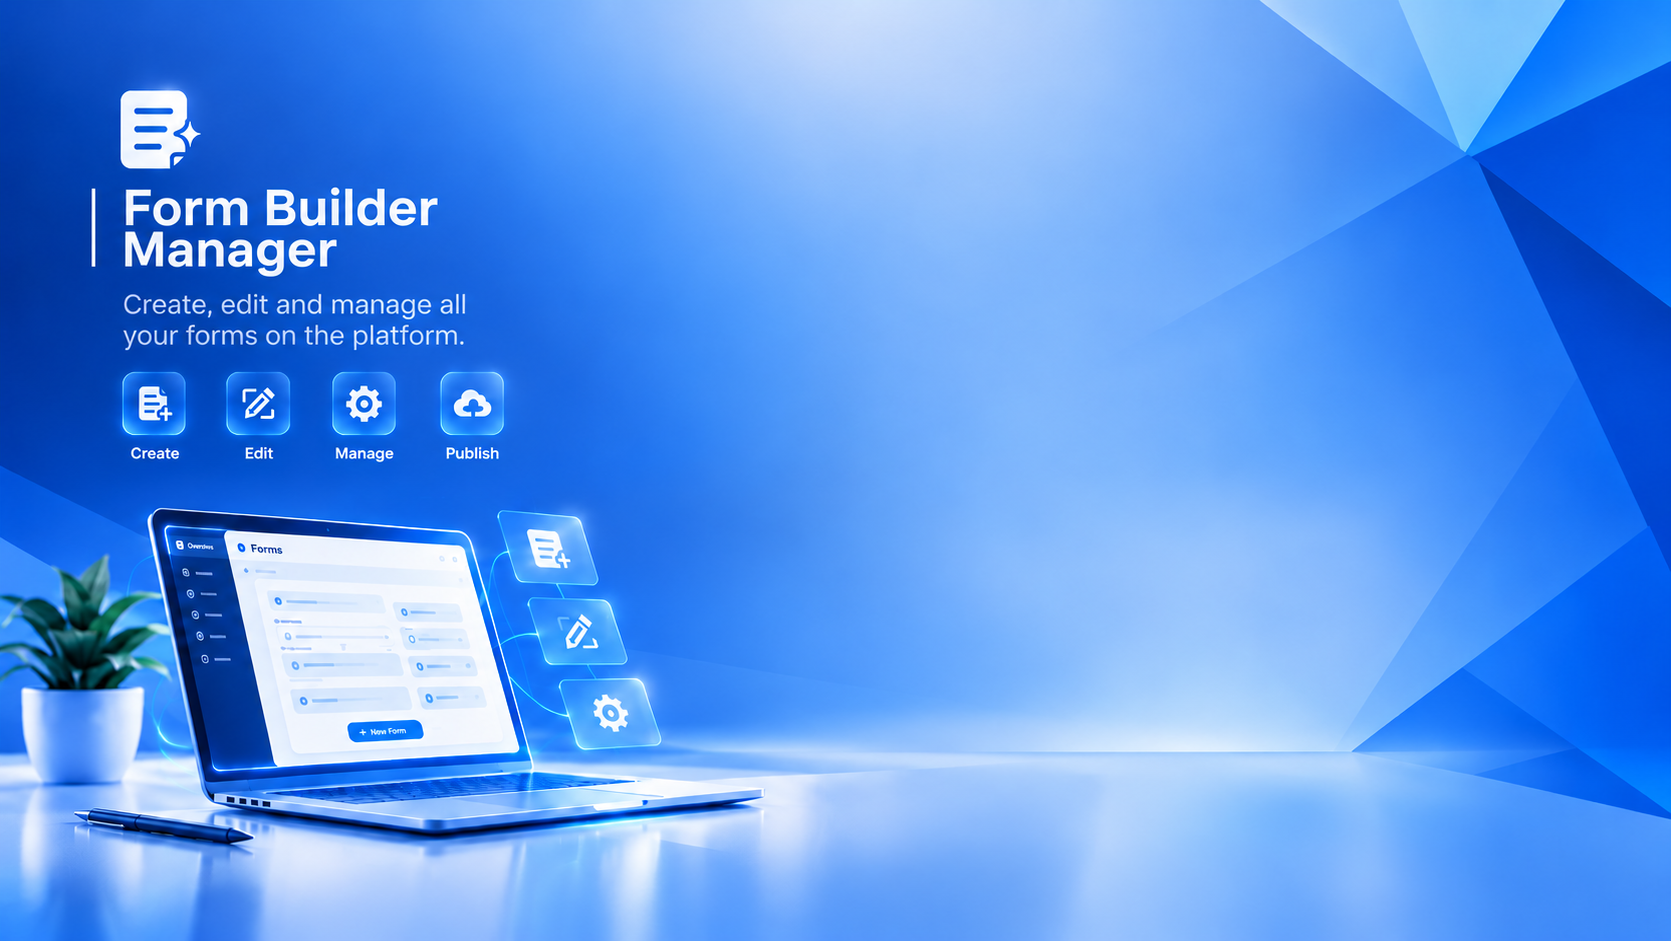 Form Builder
Manager
Create, edit and manage all
your forms on the platform.
Create
Edit
Manage
Publish
Overview
Forms
+ New Form